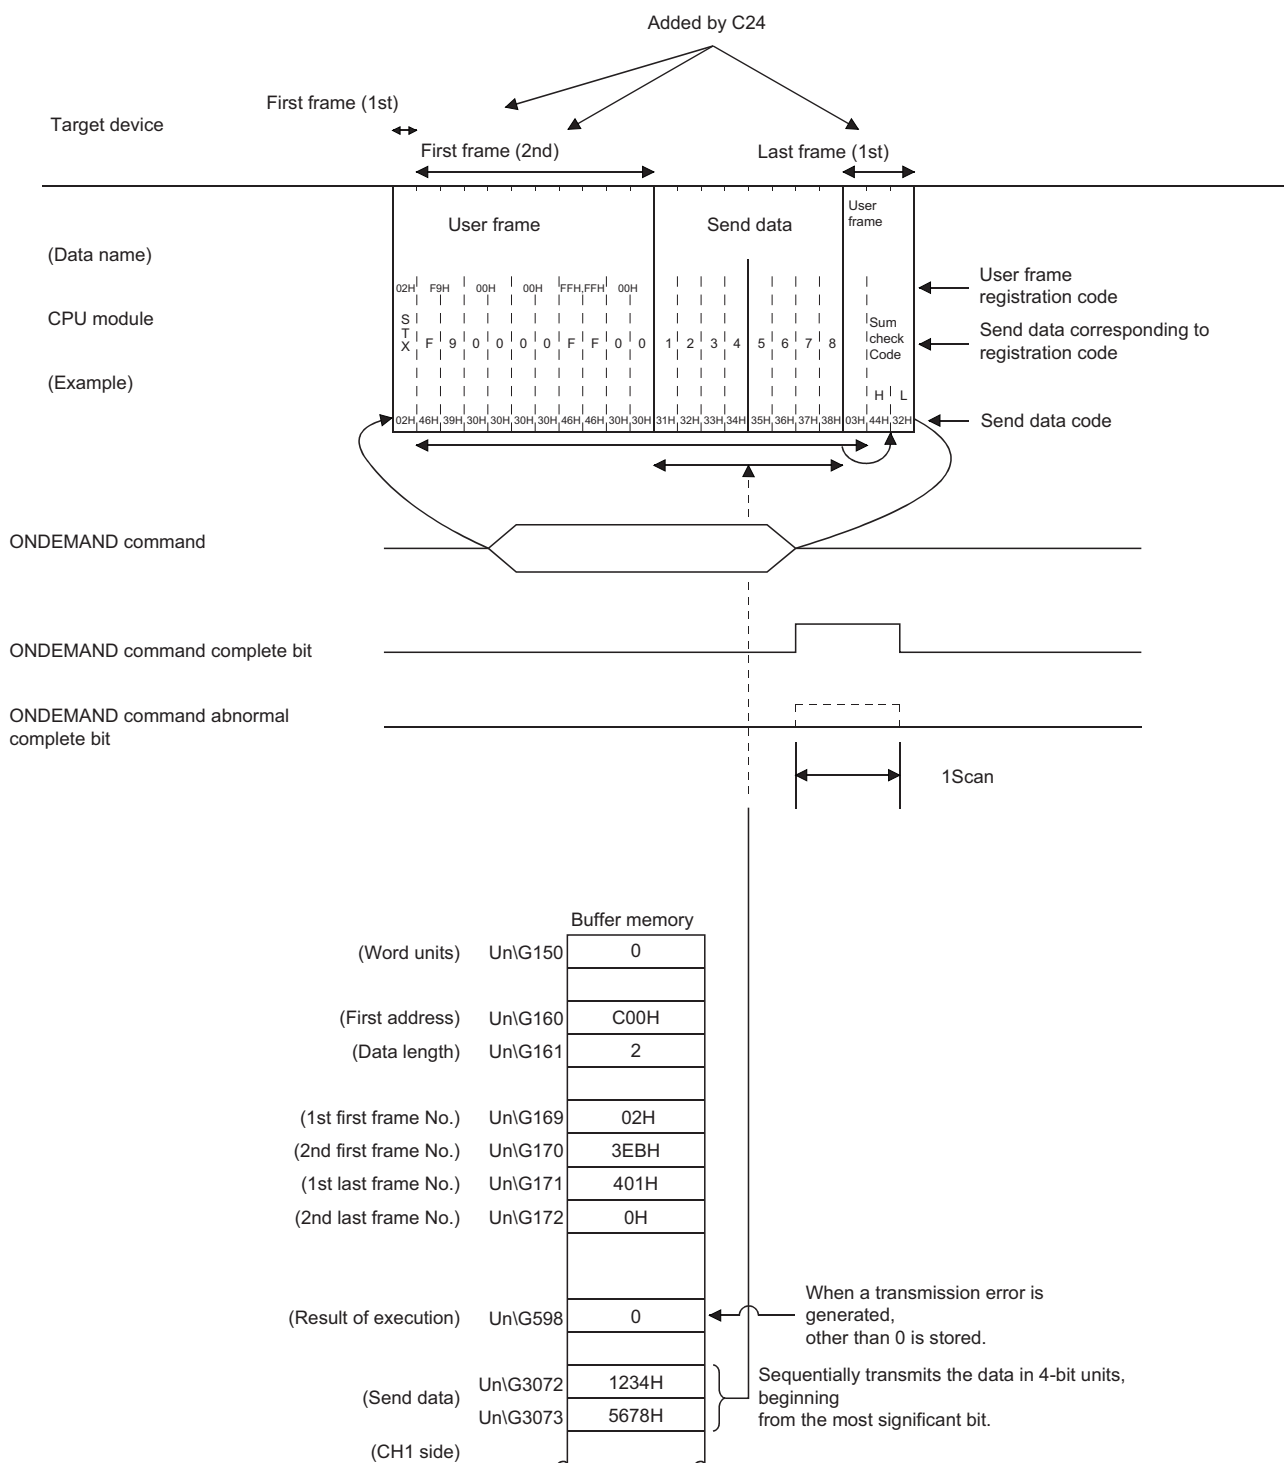 Added by C24
First frame (1st)
Target device
First frame (2nd)
Last frame (1st)
User frame
Send data
User
frame
(Data name)
02H F9H 00H 00H FFH,FFH 00H
User frame
registration code
CPU module
S
T
X
F 9 0 0 0 0 F F 0 0 1 2 3 4 5 6 7 8
Sum
check
Code
Send data corresponding to
registration code
(Example)
H L
02H 46H 39H 30H 30H 30H 30H 46H 46H 30H 30H 31H 32H 33H 34H 35H 36H 37H 38H 03H 44H 32H
Send data code
ONDEMAND command
ONDEMAND command complete bit
ONDEMAND command abnormal
complete bit
1Scan
Buffer memory
(Word units) Un\G150 0
(First address) Un\G160 C00H
(Data length) Un\G161 2
(1st first frame No.) Un\G169 02H
(2nd first frame No.) Un\G170 3EBH
(1st last frame No.) Un\G171 401H
(2nd last frame No.) Un\G172 0H
(Result of execution) Un\G598 0
When a transmission error is
generated,
other than 0 is stored.
(Send data)
Un\G3072 1234H
Un\G3073 5678H
Sequentially transmits the data in 4-bit units,
beginning
from the most significant bit.
(CH1 side)